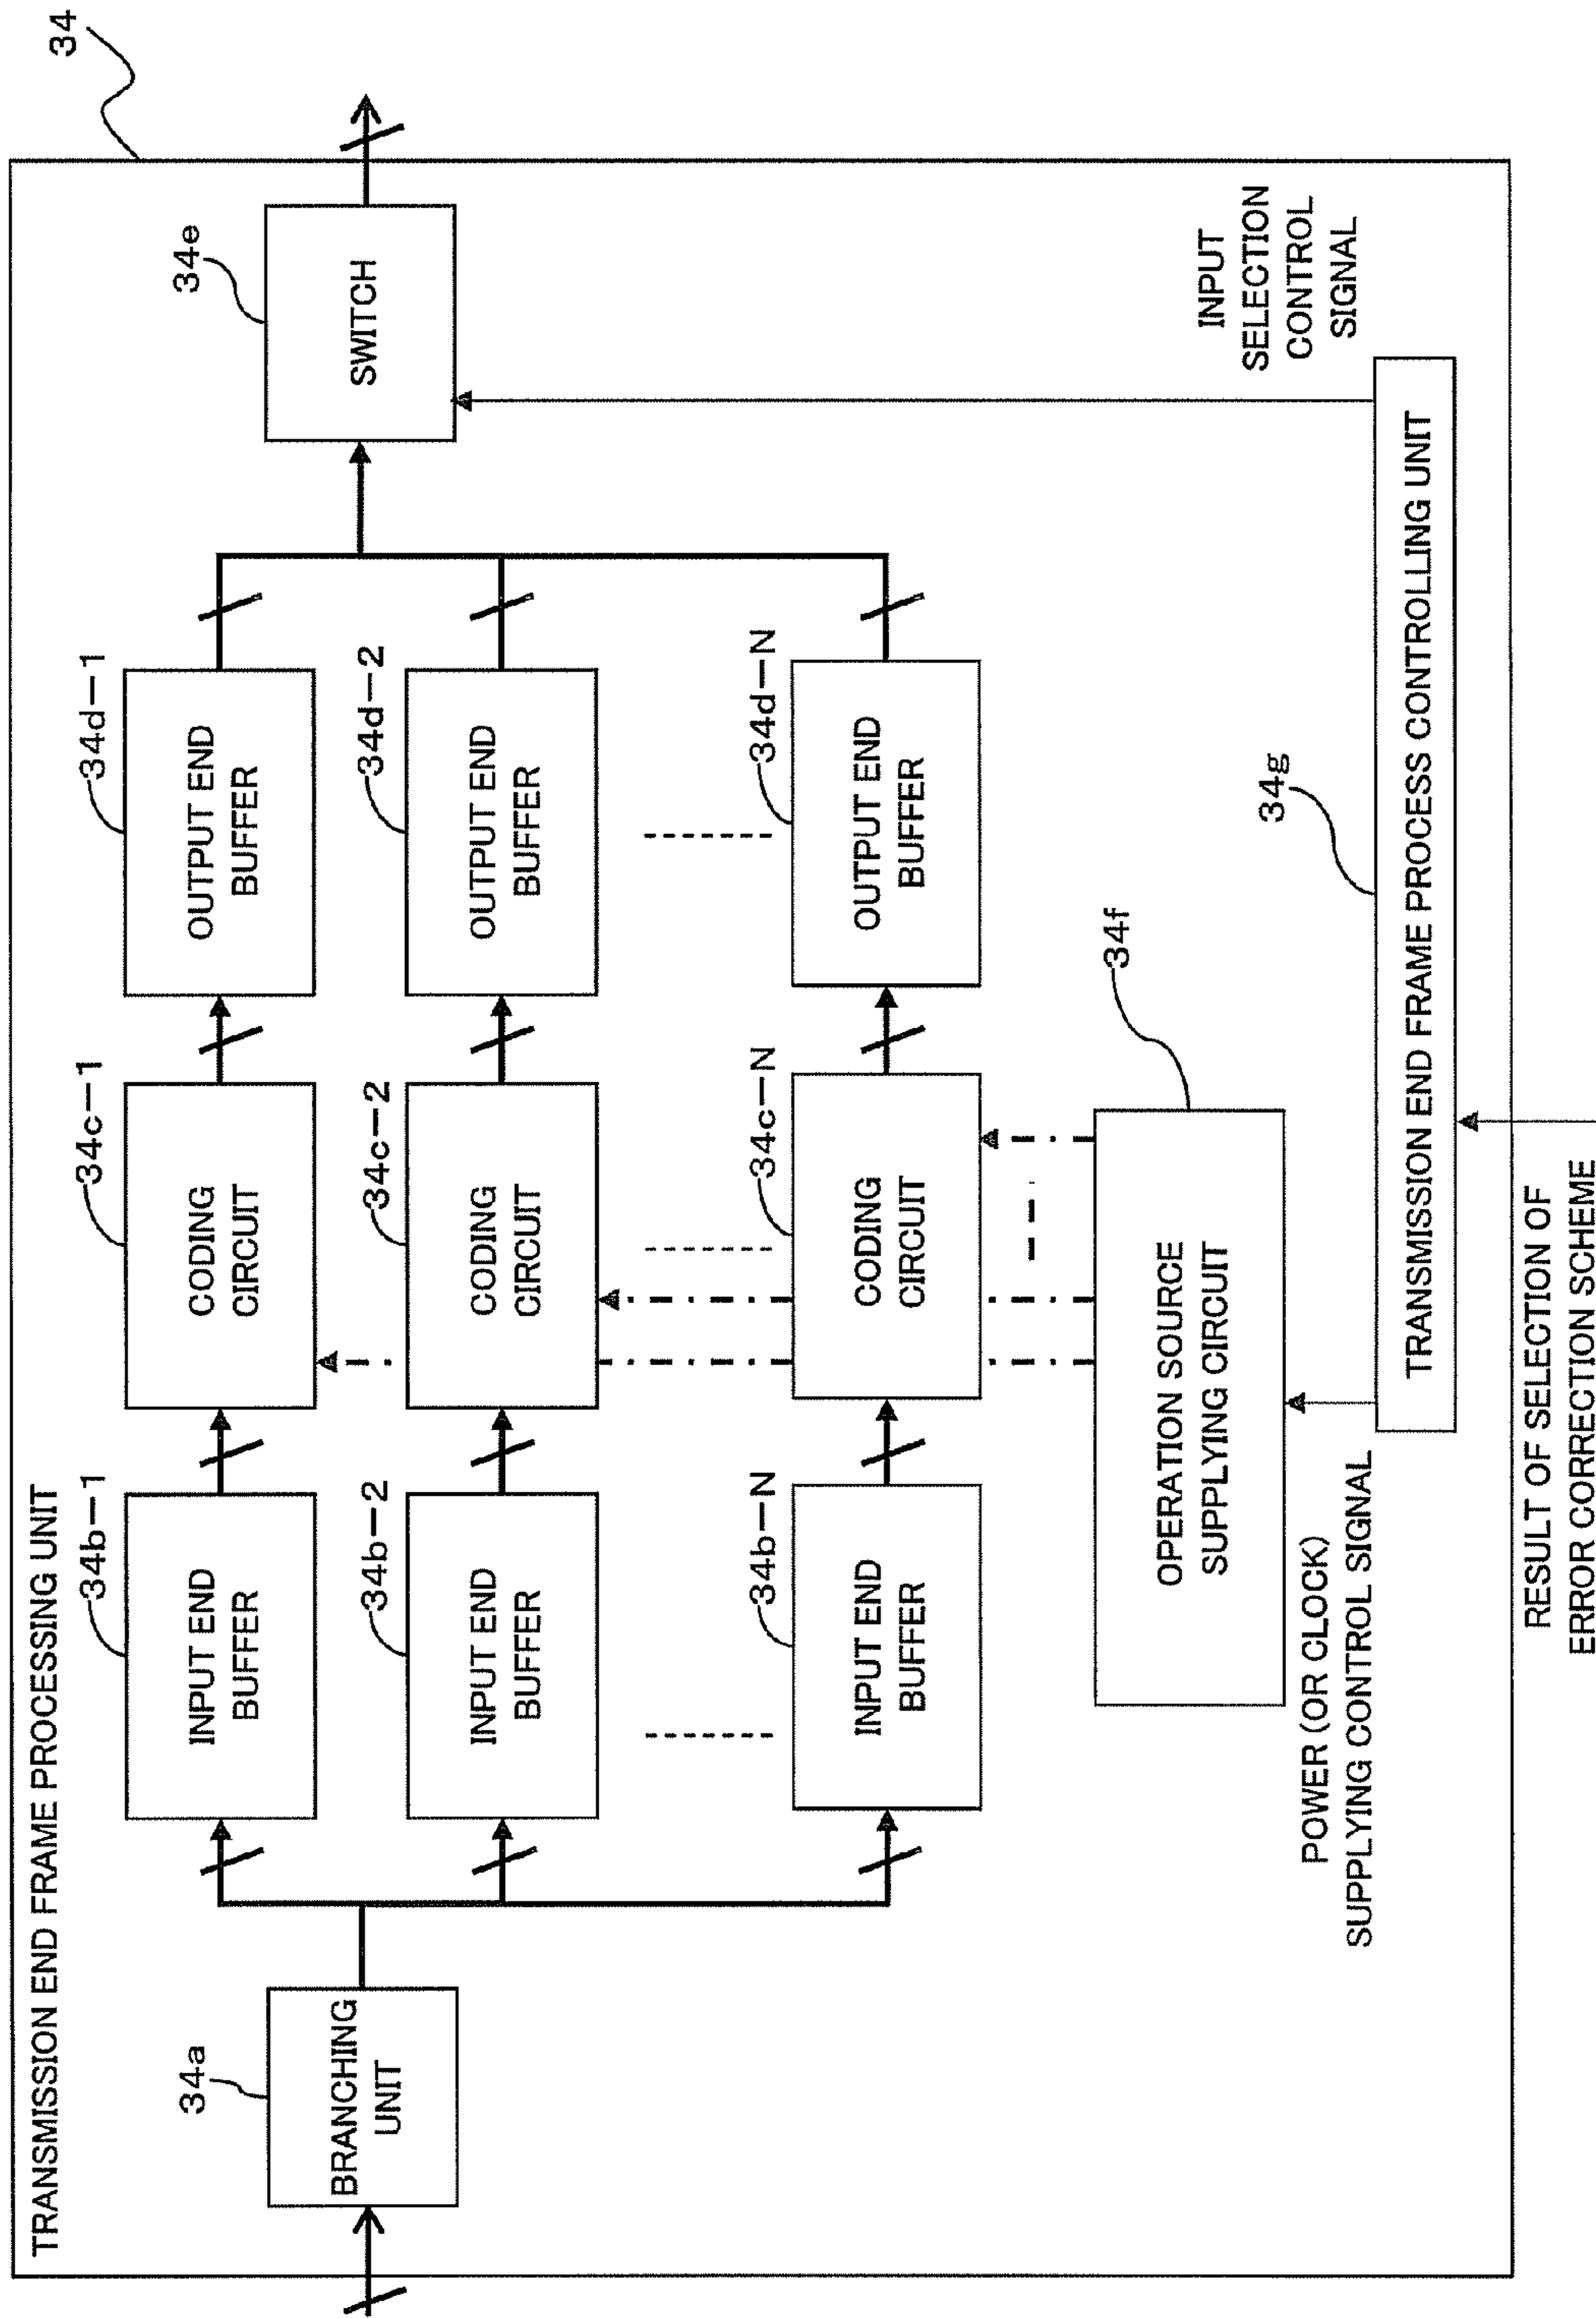 34
TRANSMISSION END FRAME PROCESSING UNIT
34a
BRANCHING
UNIT
34b—1
INPUT END
BUFFER
34c—1
CODING
CIRCUIT
34d—1
OUTPUT END
BUFFER
34e
SWITCH
34b—2
INPUT END
BUFFER
34c—2
CODING
CIRCUIT
34d—2
OUTPUT END
BUFFER
34b—N
INPUT END
BUFFER
34c—N
CODING
CIRCUIT
34d—N
OUTPUT END
BUFFER
34f
OPERATION SOURCE
SUPPLYING CIRCUIT
INPUT
SELECTION
CONTROL
SIGNAL
POWER (OR CLOCK)
SUPPLYING CONTROL SIGNAL
34g
TRANSMISSION END FRAME PROCESS CONTROLLING UNIT
RESULT OF SELECTION OF
ERROR CORRECTION SCHEME